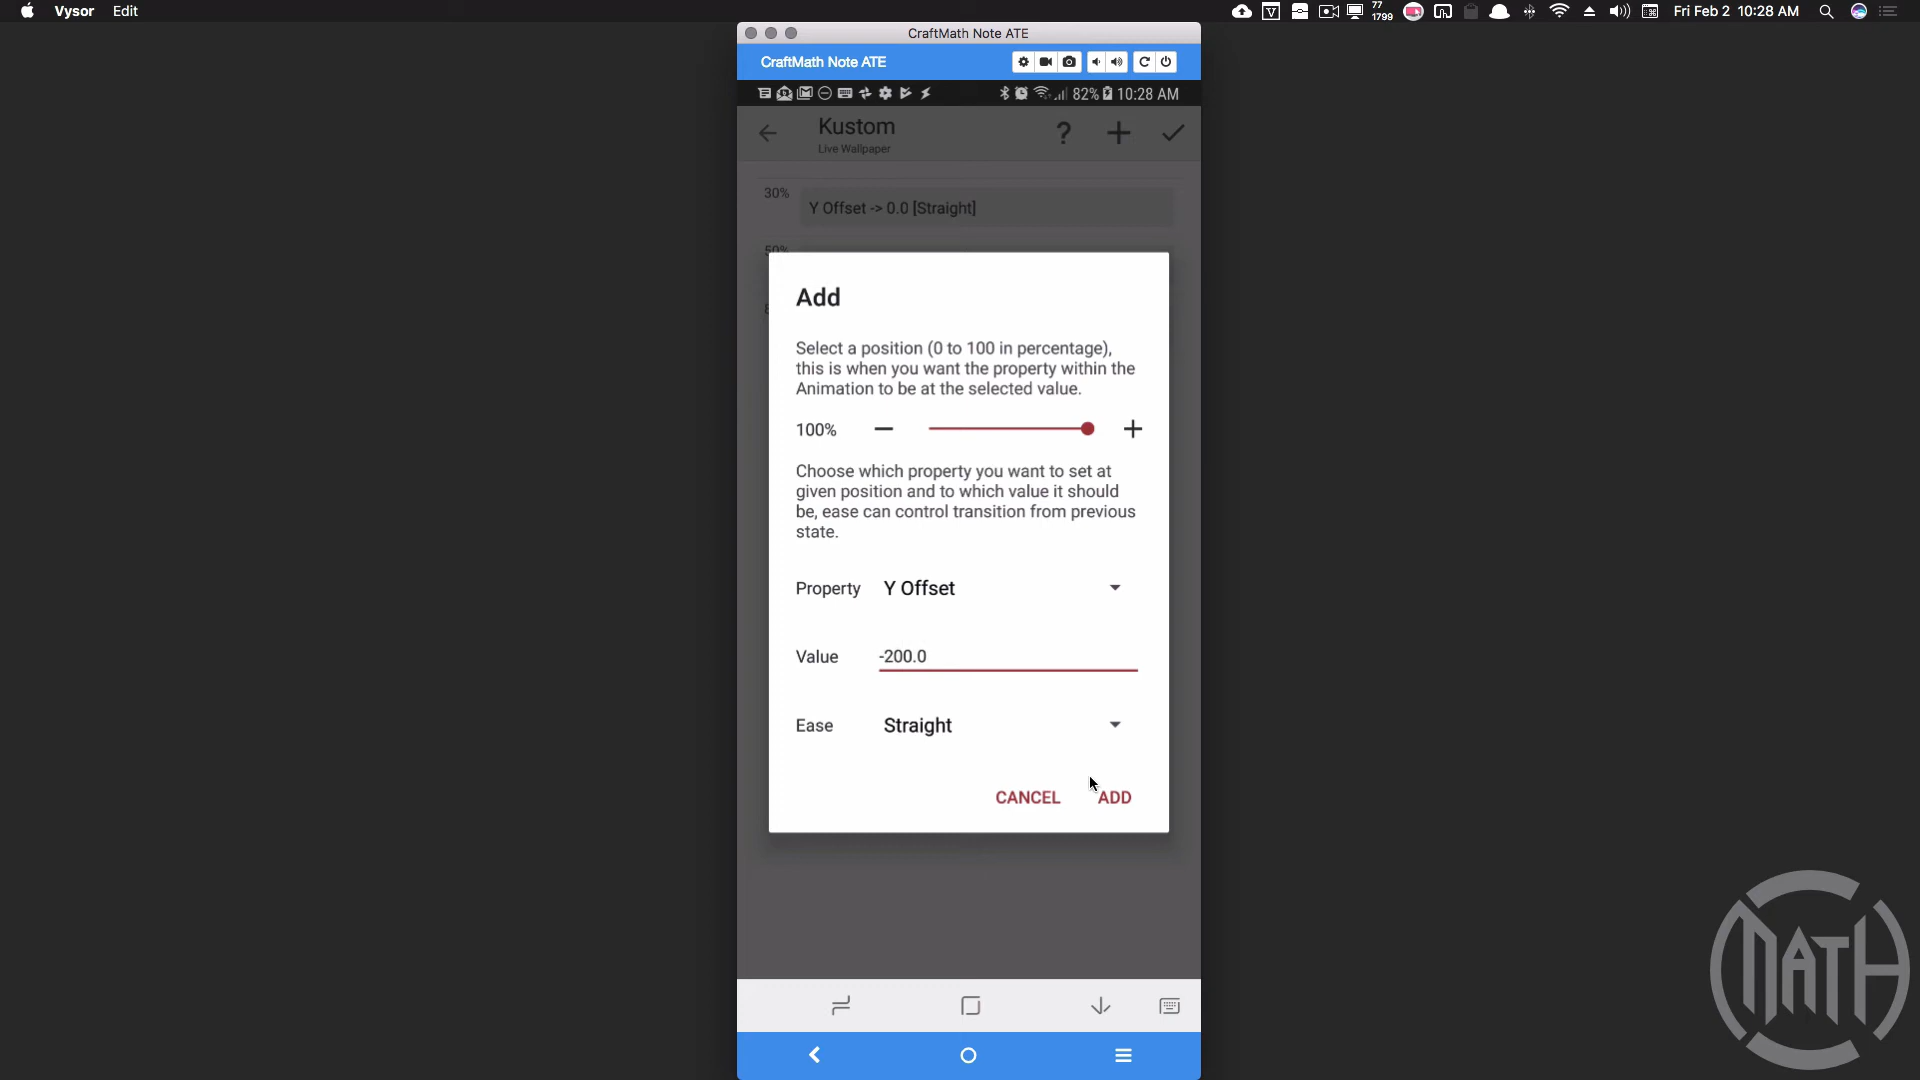 Vysor Edit
77
1799
Fri Feb 2 10:28 AM
CraftMath Note ATE
CraftMath Note ATE
82% 10:28 AM
Kustom
Live Wallpaper
?
30%
Y Offset -> 0.0 [Straight]
50%
Add
Select a position (0 to 100 in percentage),
this is when you want the property within the
Animation to be at the selected value.
100%
Choose which property you want to set at
given position and to which value it should
be, ease can control transition from previous
state.
Property Y Offset
Value -200.0
Ease Straight
CANCEL ADD
MATH